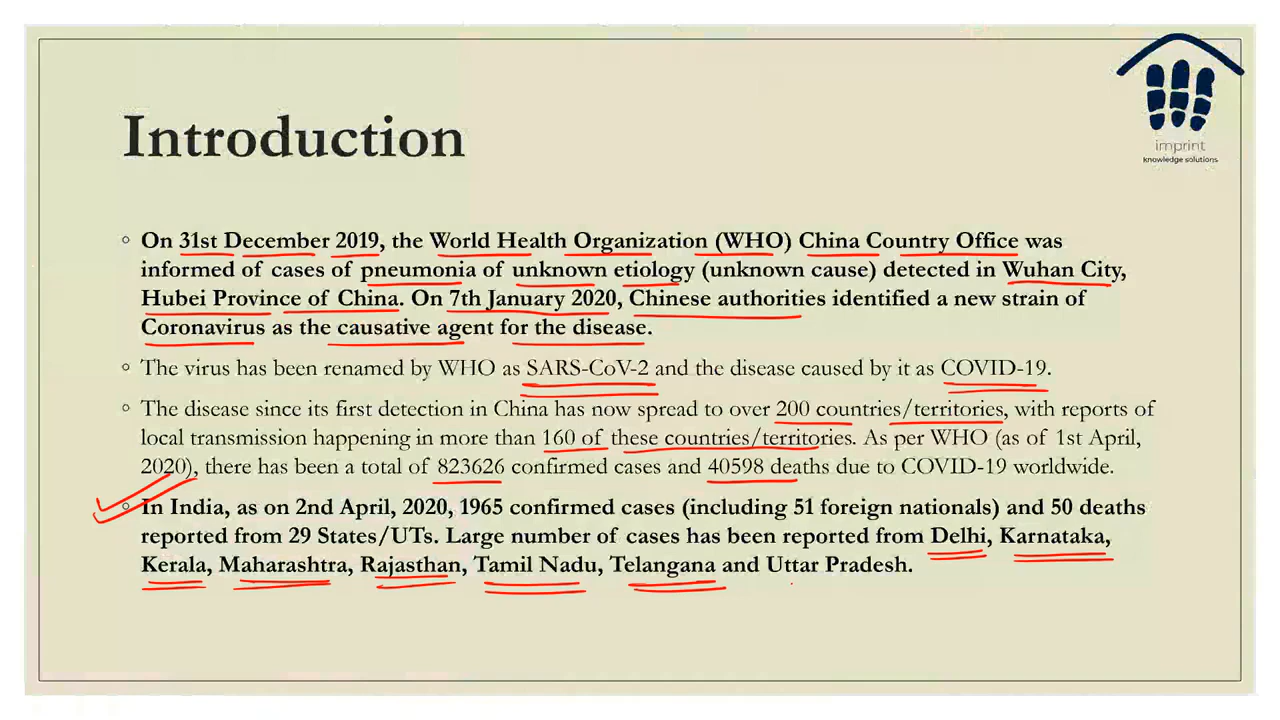 imprint
knowledge solutions
Introduction
◦ On 31st December 2019, the World Health Organization (WHO) China Country Office was
informed of cases of pneumonia of unknown etiology (unknown cause) detected in Wuhan City,
Hubei Province of China. On 7th January 2020, Chinese authorities identified a new strain of
Coronavirus as the causative agent for the disease.
◦ The virus has been renamed by WHO as SARS-CoV-2 and the disease caused by it as COVID-19.
◦ The disease since its first detection in China has now spread to over 200 countries/territories, with reports of
local transmission happening in more than 160 of these countries/territories. As per WHO (as of 1st April,
2020), there has been a total of 823626 confirmed cases and 40598 deaths due to COVID-19 worldwide.
◦ In India, as on 2nd April, 2020, 1965 confirmed cases (including 51 foreign nationals) and 50 deaths
reported from 29 States/UTs. Large number of cases has been reported from Delhi, Karnataka,
Kerala, Maharashtra, Rajasthan, Tamil Nadu, Telangana and Uttar Pradesh.